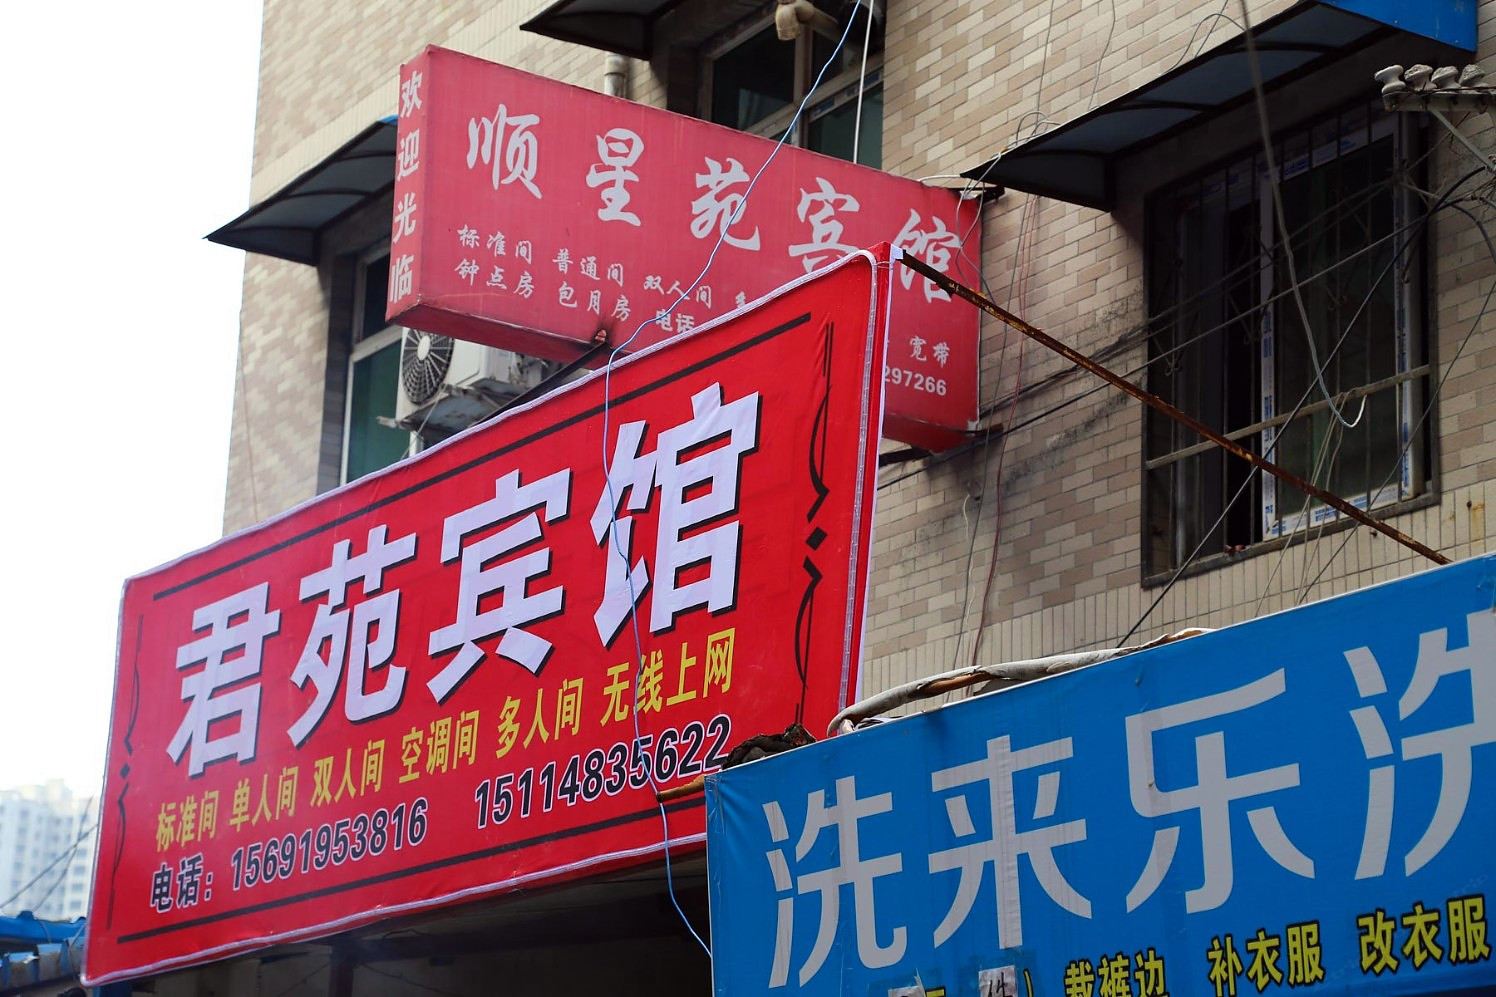 欢迎光临
顺星苑宾馆
标准间 普通间 双人间
钟点房 包月房 电话
宽带
297266
君苑宾馆
标准间 单人间 双人间 空调间 多人间 无线上网
电话：15691953816 15114835622
洗来乐洗
裁裤边 补衣服 改衣服